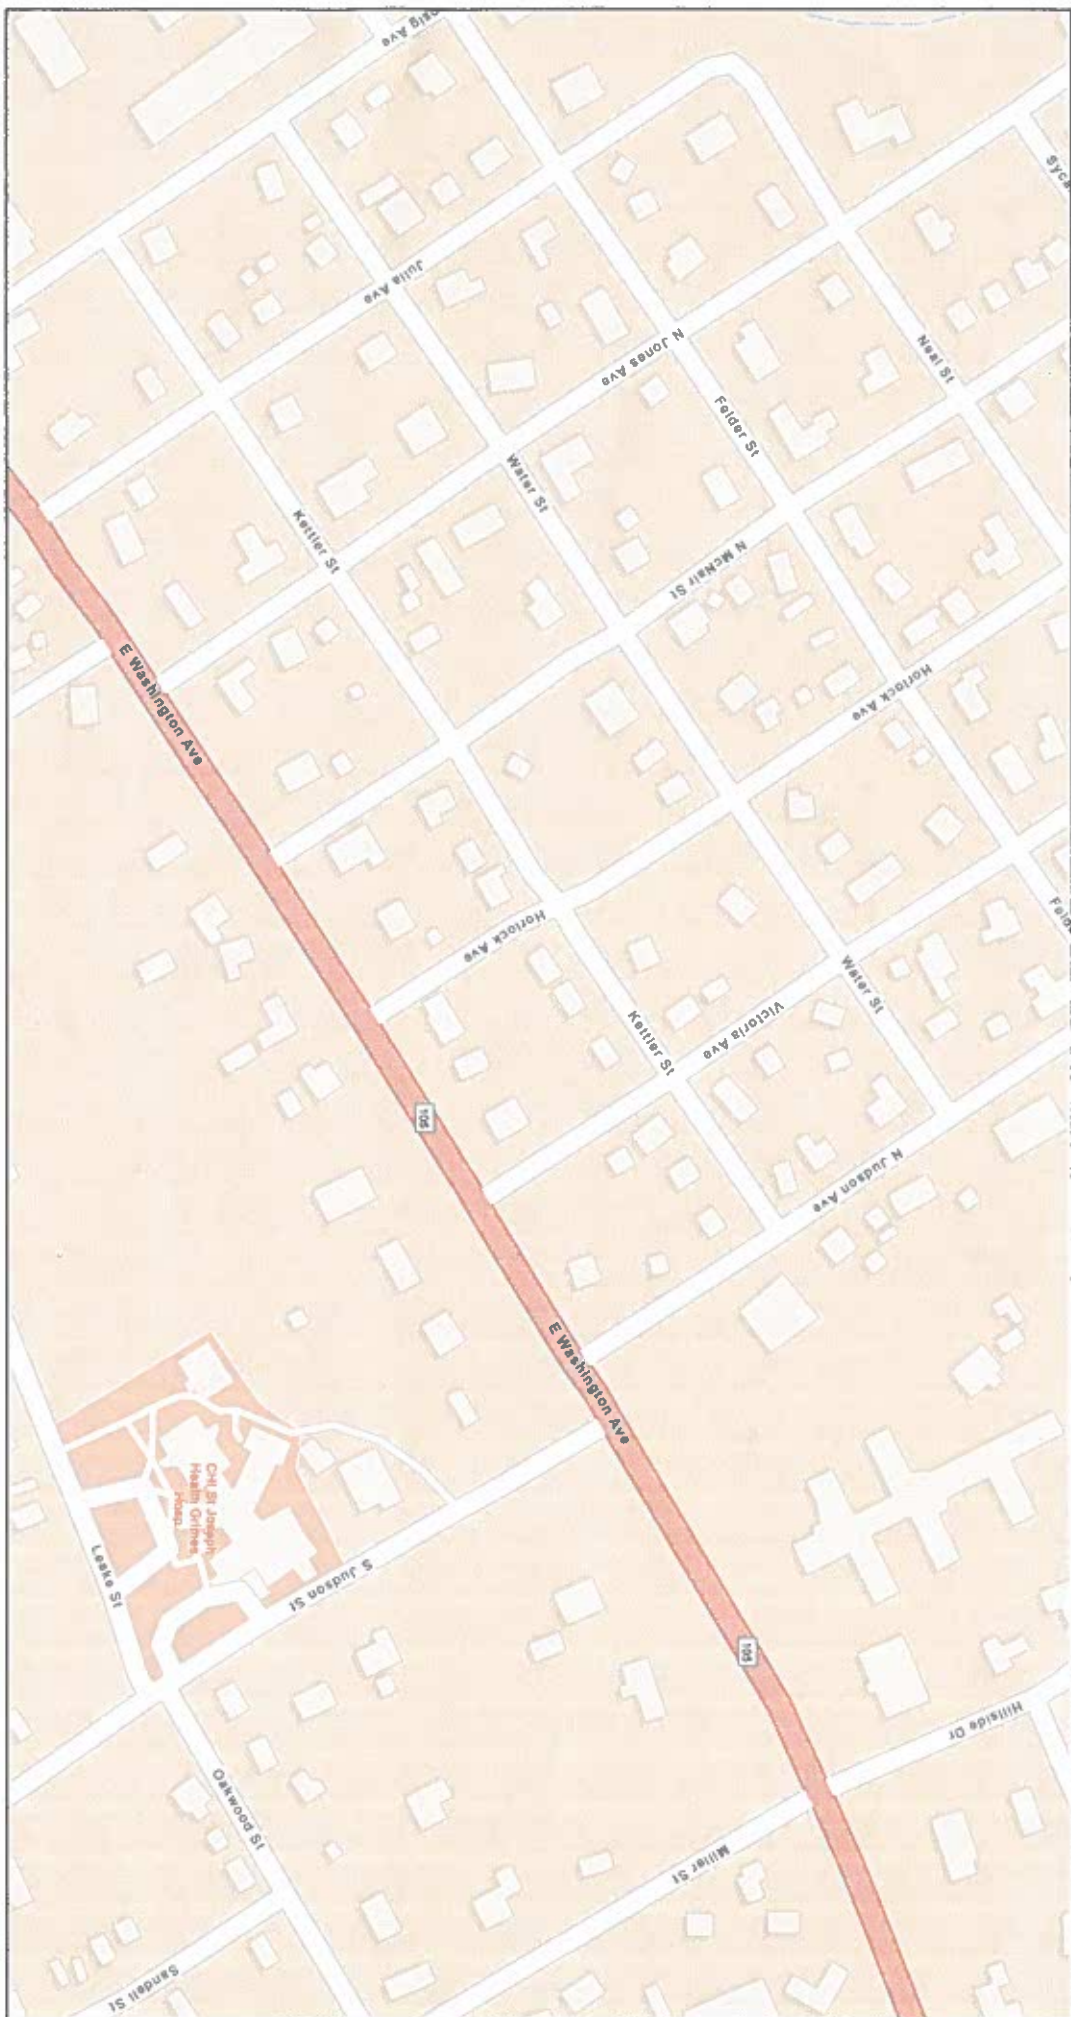 Julia Ave
N Jones Ave
Neal St
Felder St
Water St
Kettler St
N McNair St
E Washington Ave
Horlock Ave
Horlock Ave
Water St
Victoria Ave
Kettler St
105
N Judson Ave
E Washington Ave
CHI St Joseph
Health Grimes
Hosp
Leake St
S Judson St
105
Hillside Dr
Oakwood St
Miller St
Sandell St